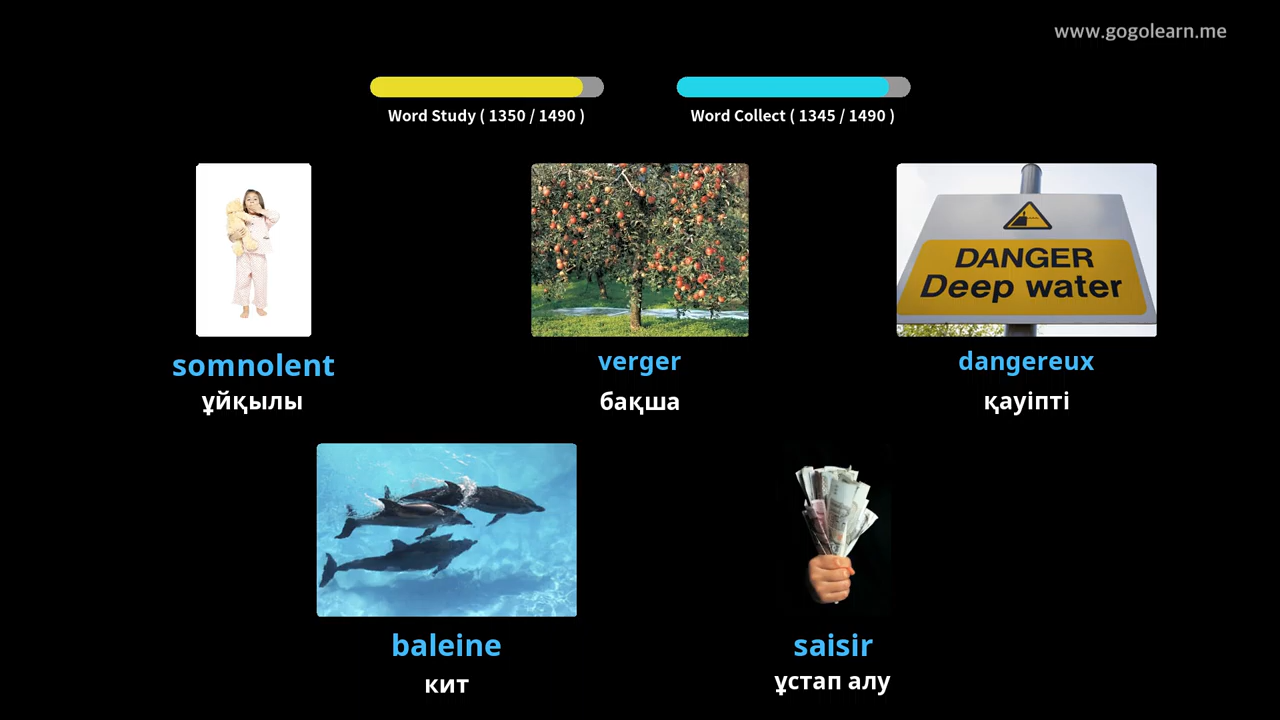 www.gogolearn.me
Word Study ( 1350 / 1490 )
Word Collect ( 1345 / 1490 )
DANGER
Deep water
somnolent
ұйқылы
verger
бақша
dangereux
қауіпті
baleine
кит
saisir
ұстап алу